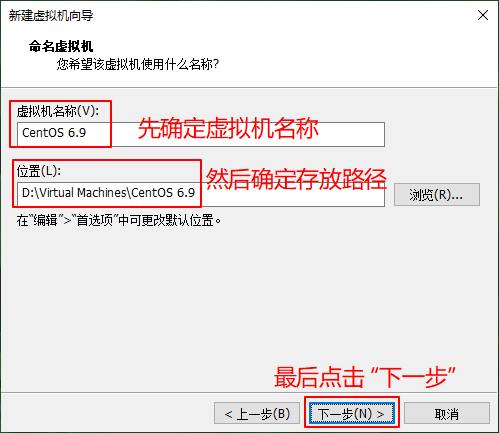 新建虚拟机向导
命名虚拟机
您希望该虚拟机使用什么名称?
虚拟机名称(V):
CentOS 6.9
先确定虚拟机名称
位置(L):
D:\Virtual Machines\CentOS 6.9
然后确定存放路径
浏览(R)...
在“编辑”>“首选项”中可更改默认位置。
最后点击 “下一步”
< 上一步(B)
下一步(N) >
取消